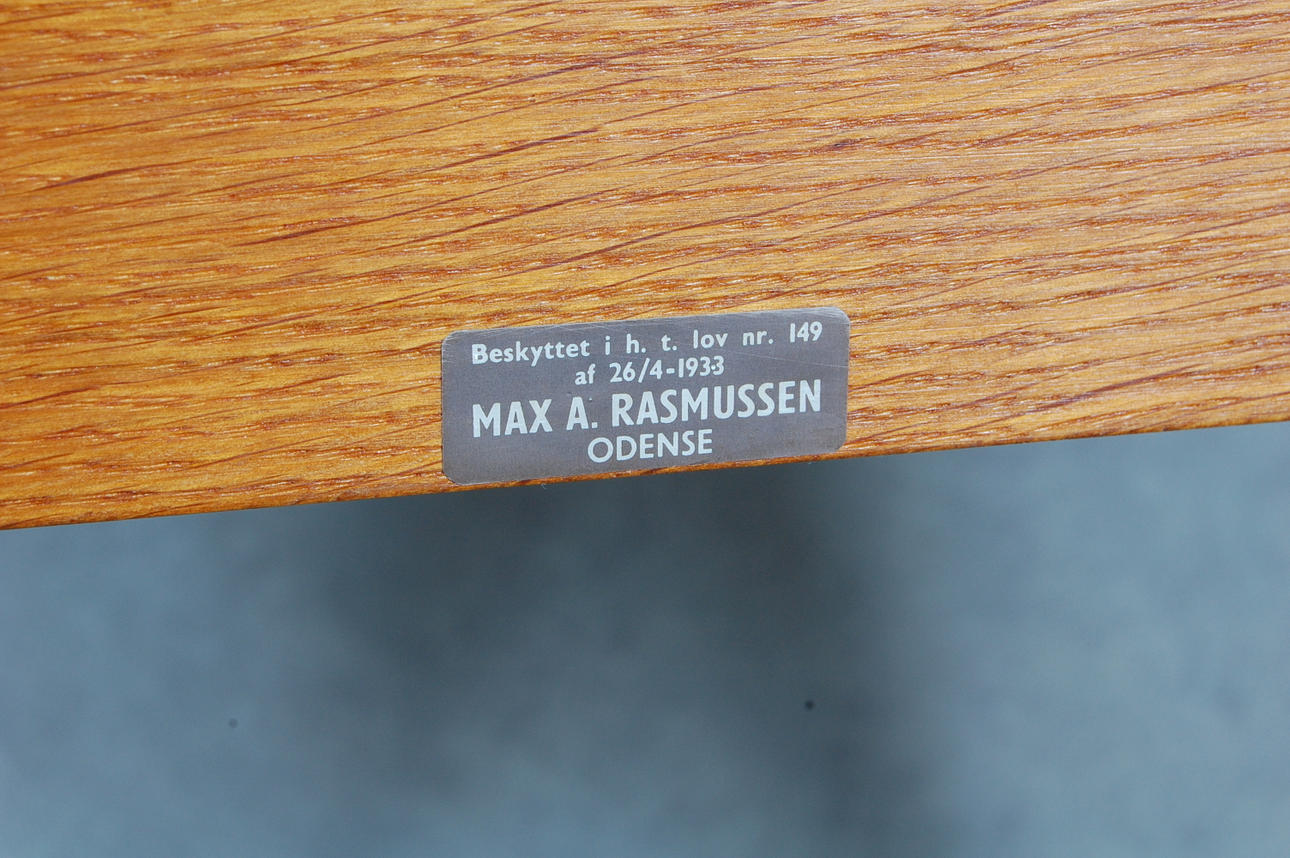 Beskyttet i h. t. lov nr. 149
af 26/4-1933
MAX A. RASMUSSEN
ODENSE